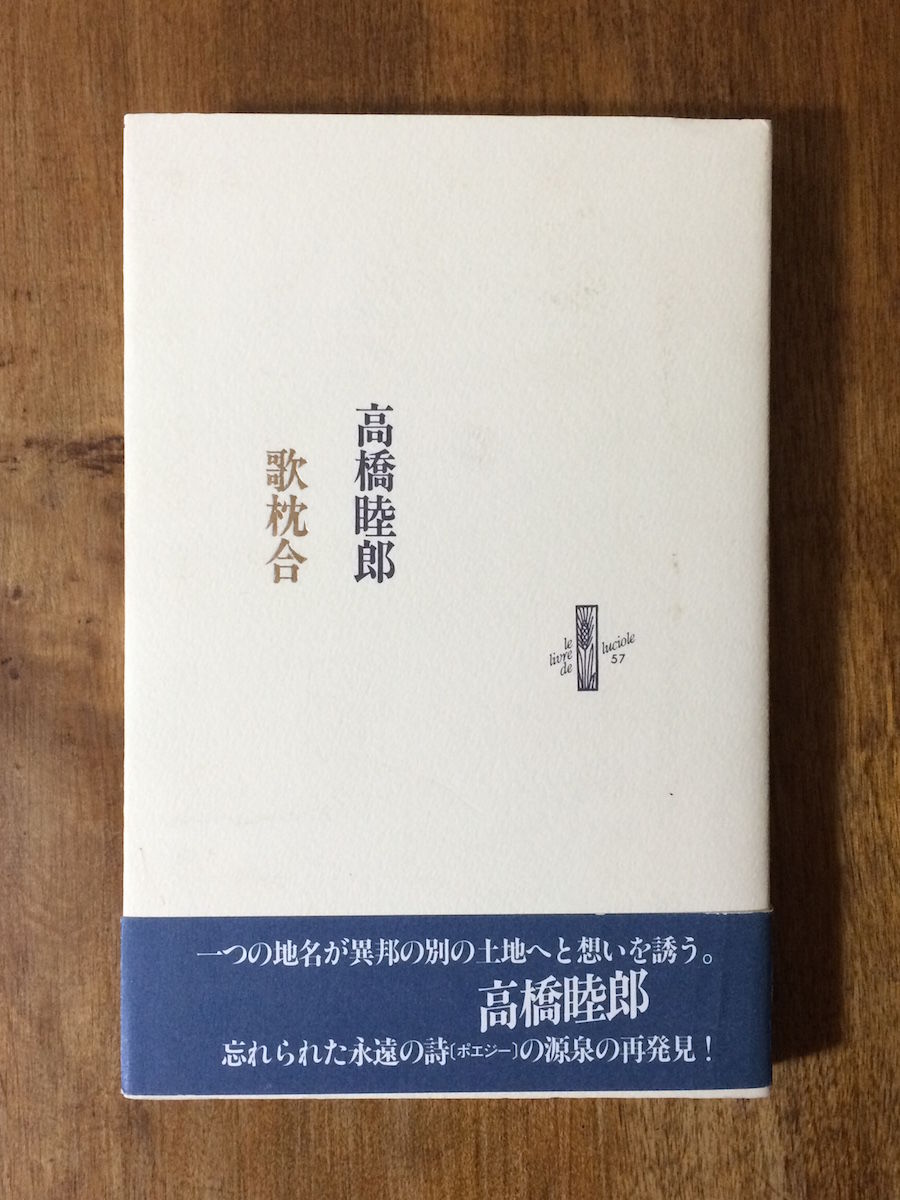 高橋睦郎
歌枕合
le
livre
de
luciole
57
一つの地名が異邦の別の土地へと想いを誘う。
高橋睦郎
忘れられた永遠の詩〔ポエジー〕の源泉の再発見！